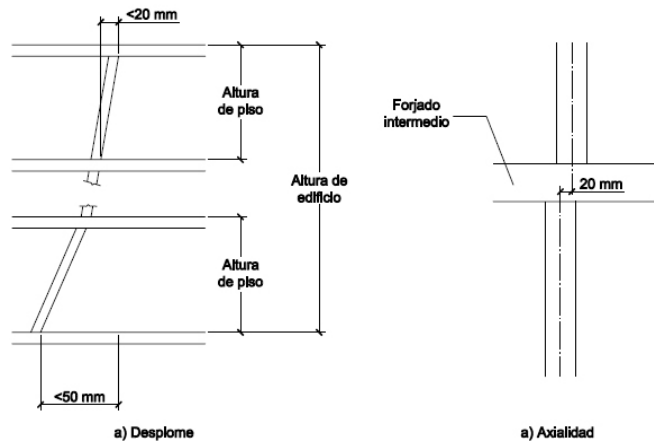 <20 mm
Altura
de piso
Forjado
intermedio
20 mm
Altura de
edificio
Altura
de piso
<50 mm
a) Desplome
a) Axialidad